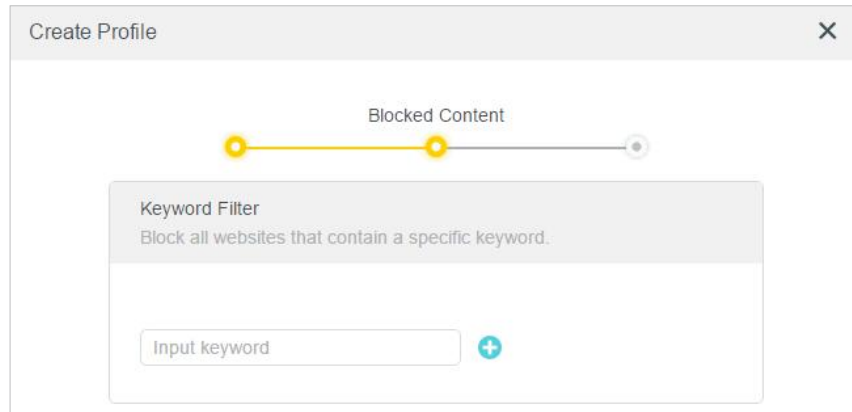 Create Profile
Blocked Content
Keyword Filter
Block all websites that contain a specific keyword.
Input keyword